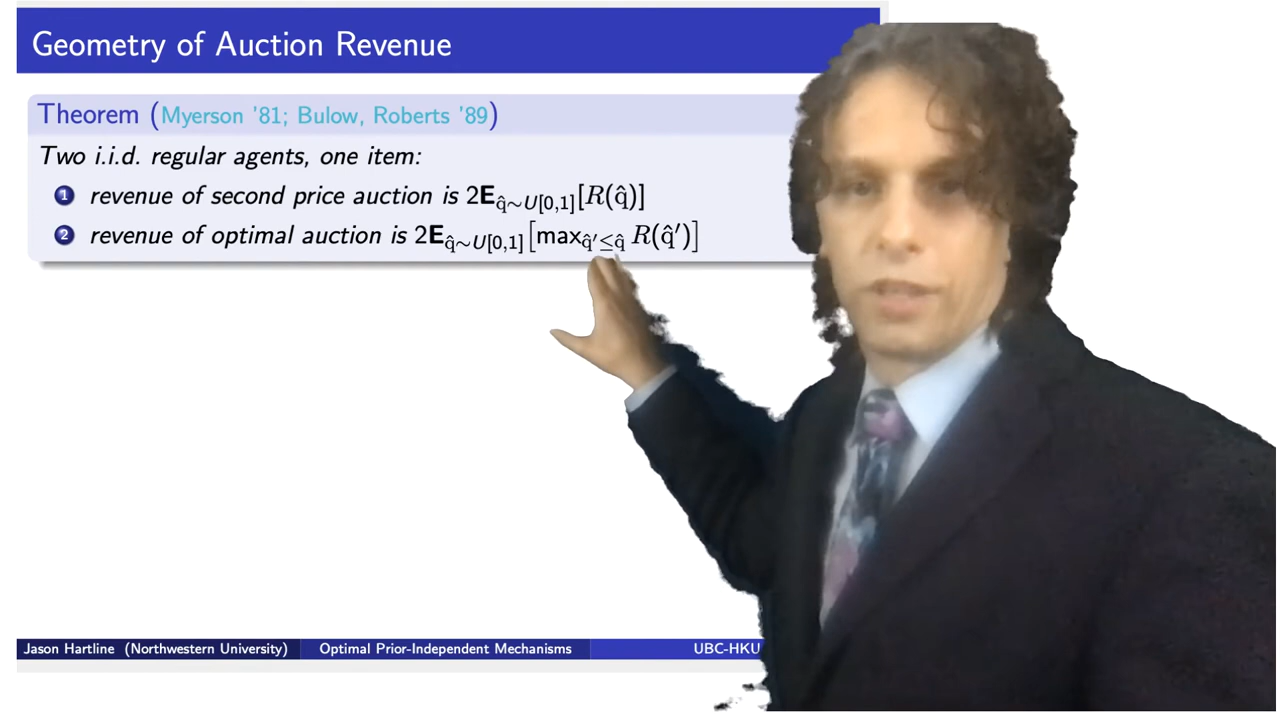 Geometry of Auction Revenue
Theorem (Myerson '81; Bulow, Roberts '89)
Two i.i.d. regular agents, one item:
1 revenue of second price auction is 2E_{q̂∼U[0,1]}[R(q̂)]
2 revenue of optimal auction is 2E_{q̂∼U[0,1]}[max_{q̂′≤q̂} R(q̂′)]
Jason Hartline (Northwestern University) Optimal Prior-Independent Mechanisms UBC-HKU